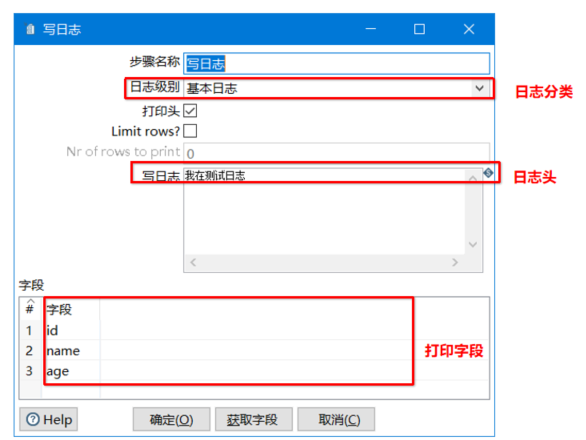 写日志
步骤名称 写日志
日志级别 基本日志 日志分类
打印头
Limit rows?
Nr of rows to print 0
写日志 我在测试日志 日志头
字段
# 字段
1 id
2 name 打印字段
3 age
Help 确定(O) 获取字段 取消(C)